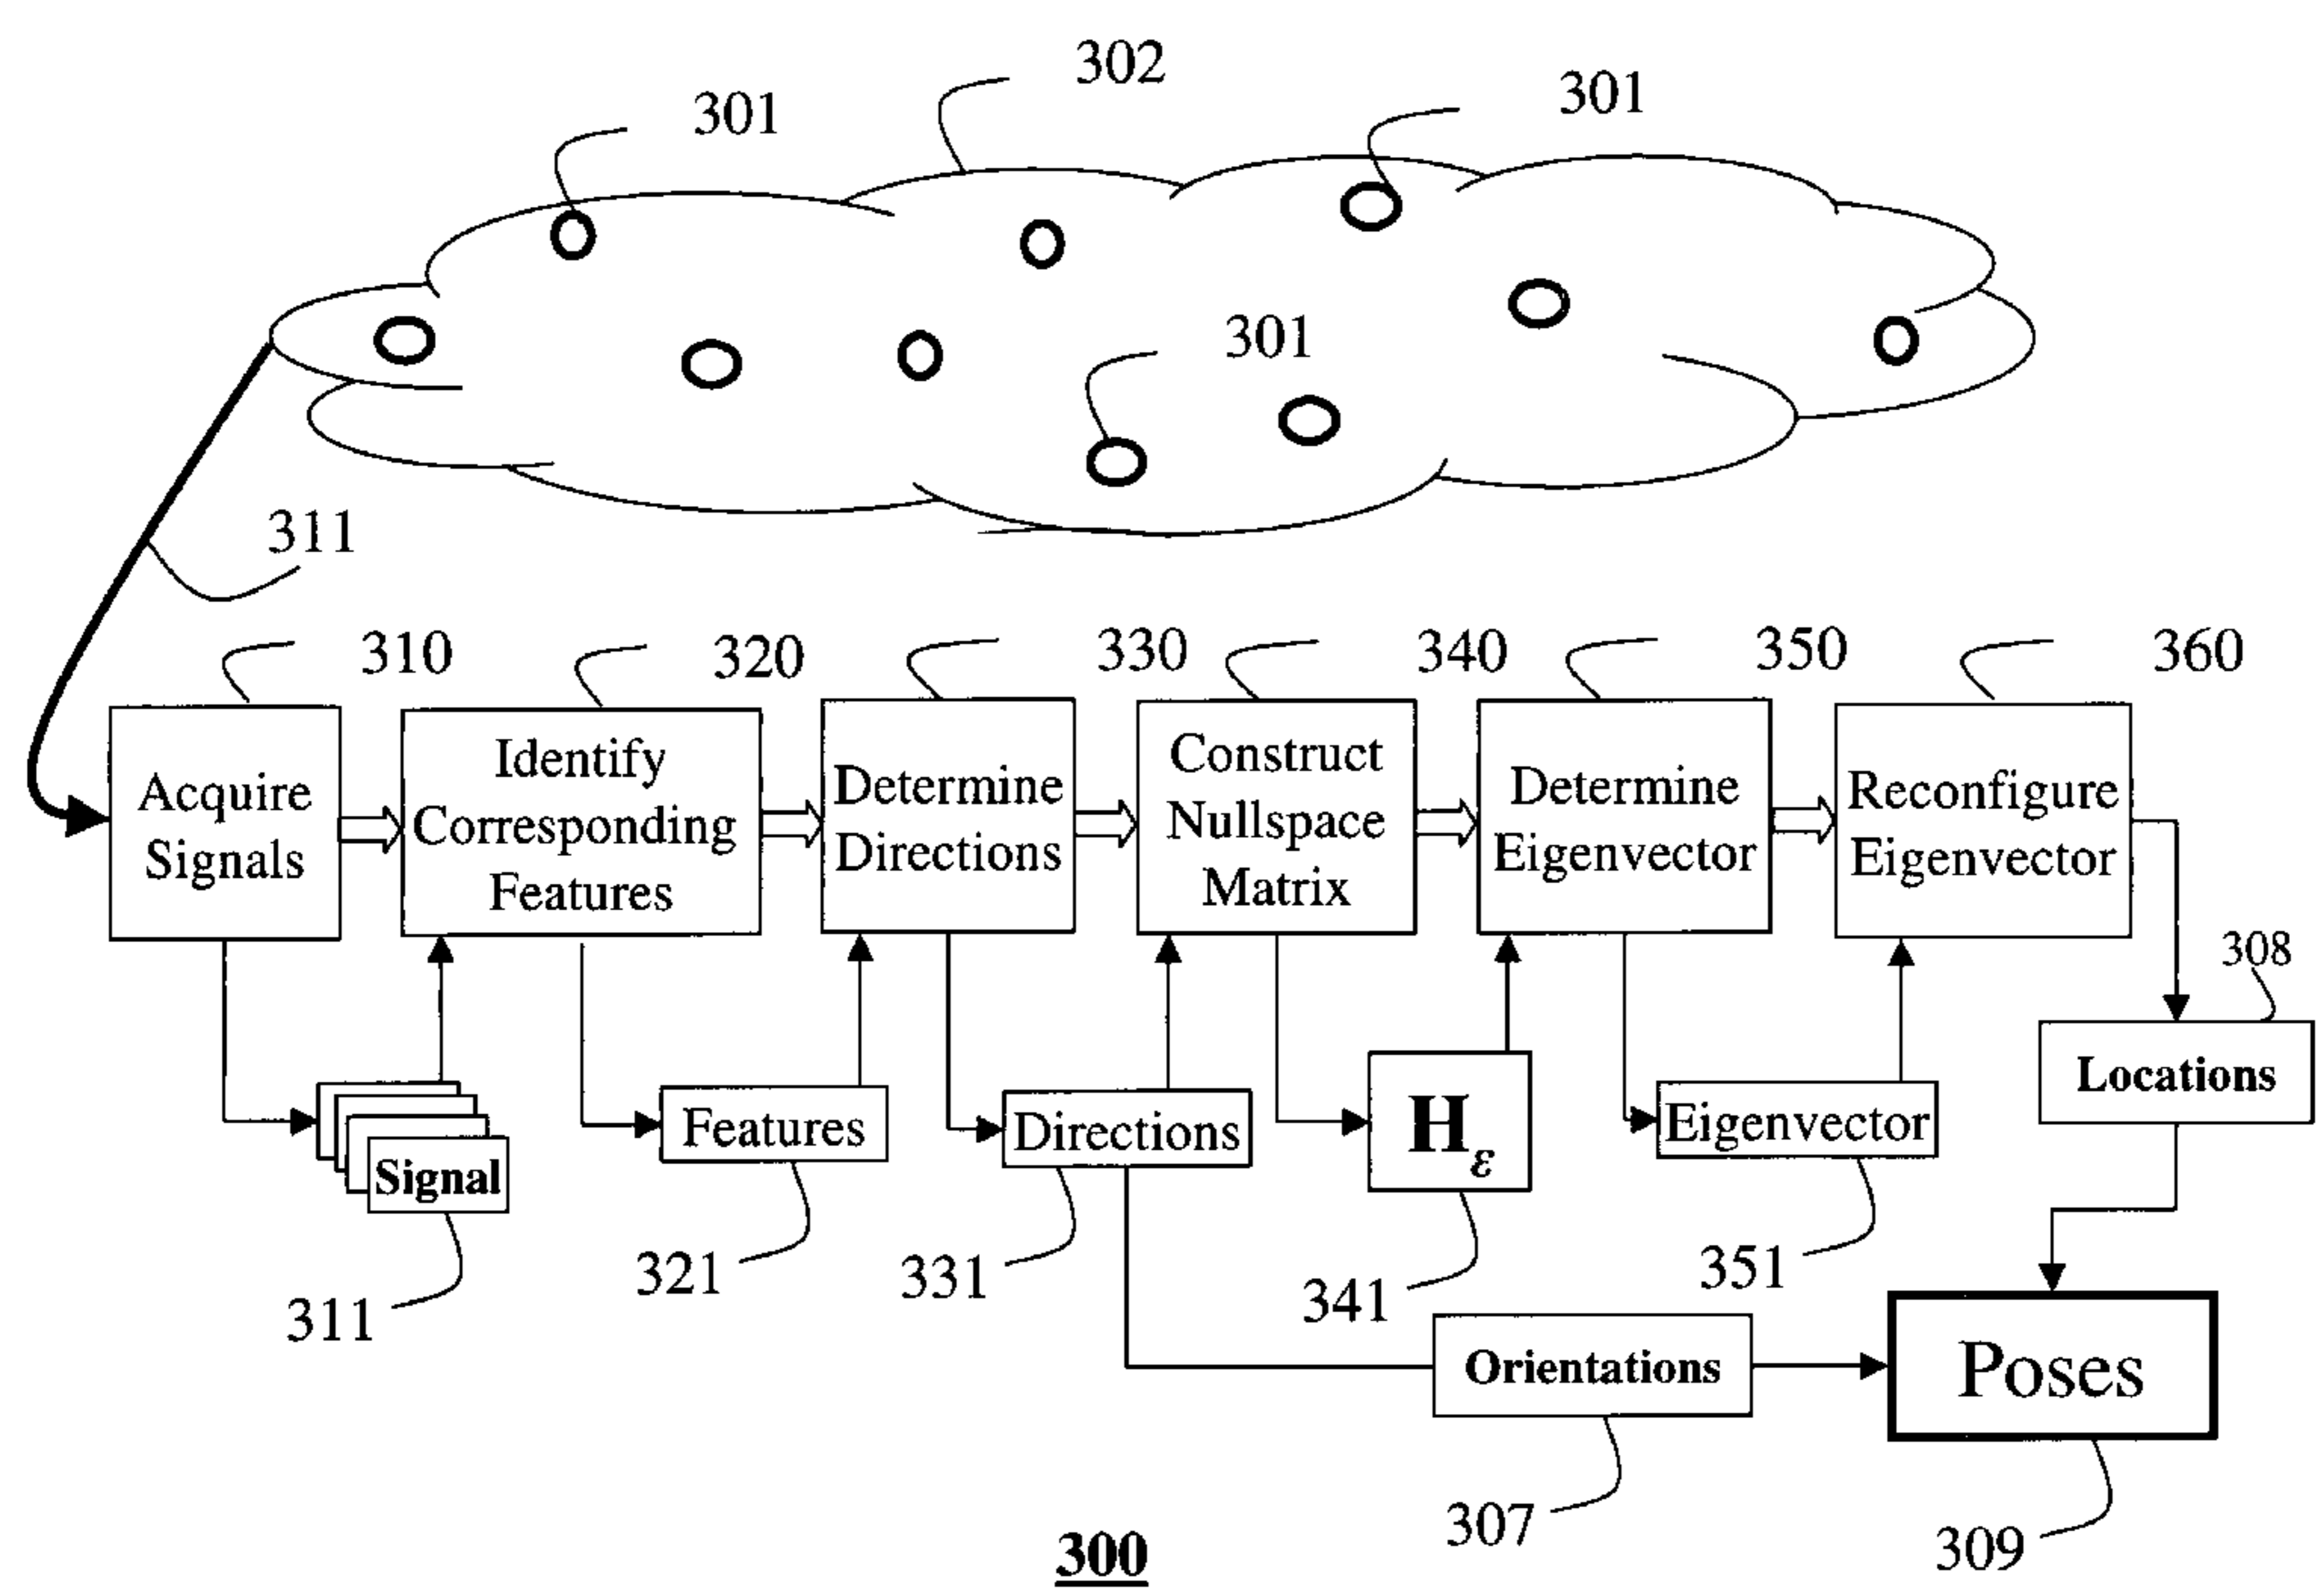 302
301
301
301
311
310
320
330
340
350
360
Acquire
Signals
Identify
Corresponding
Features
Determine
Directions
Construct
Nullspace
Matrix
Determine
Eigenvector
Reconfigure
Eigenvector
308
Locations
Signal
Features
Directions
Hε
Eigenvector
311
321
331
341
351
Orientations
Poses
307
309
300